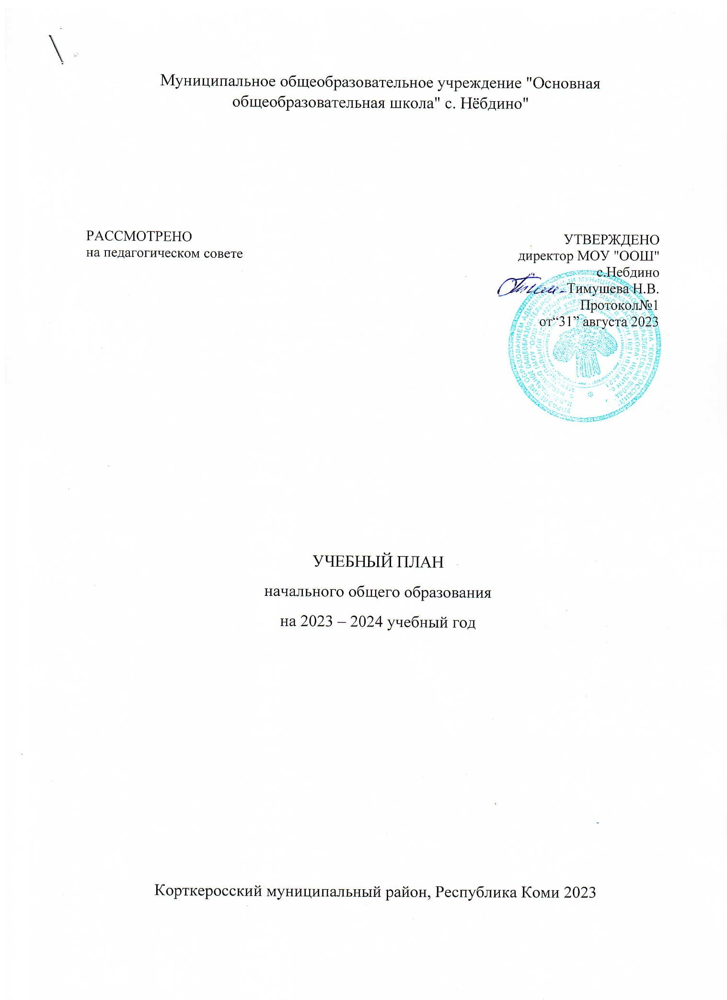 Муниципальное общеобразовательное учреждение "Основная
общеобразовательная школа" с. Нёбдино"
РАССМОТРЕНО
на педагогическом совете
УТВЕРЖДЕНО
директор МОУ "ООШ"
с.Небдино
Тимушева Н.В.
Протокол№1
от“31” августа 2023
УЧЕБНЫЙ ПЛАН
начального общего образования
на 2023 – 2024 учебный год
Корткеросский муниципальный район, Республика Коми 2023